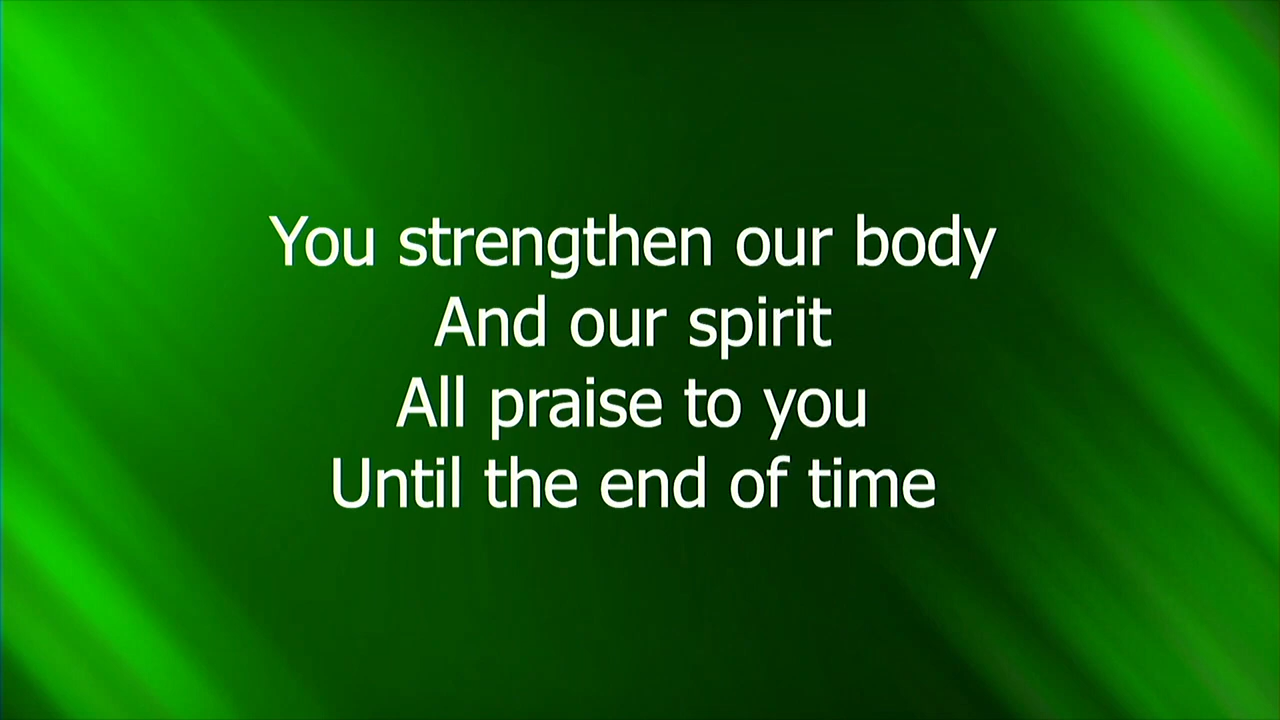 You strengthen our body
And our spirit
All praise to you
Until the end of time